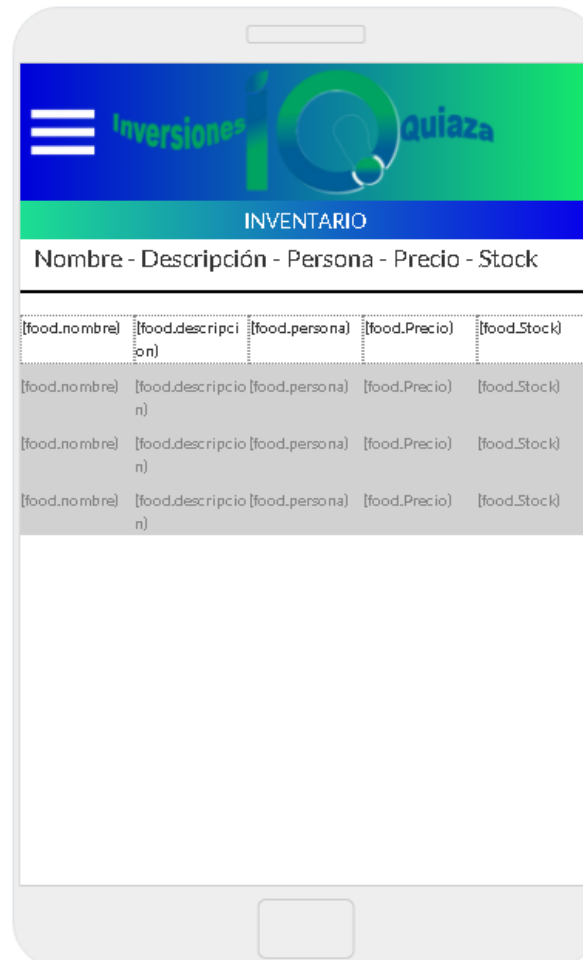 Inversiones iQ Quiaza
INVENTARIO
Nombre - Descripción - Persona - Precio - Stock
{food.nombre} {food.descripci {food.persona} {food.Precio} {food.Stock}
on}
{food.nombre} {food.descripcio {food.persona} {food.Precio} {food.Stock}
n}
{food.nombre} {food.descripcio {food.persona} {food.Precio} {food.Stock}
n}
{food.nombre} {food.descripcio {food.persona} {food.Precio} {food.Stock}
n}